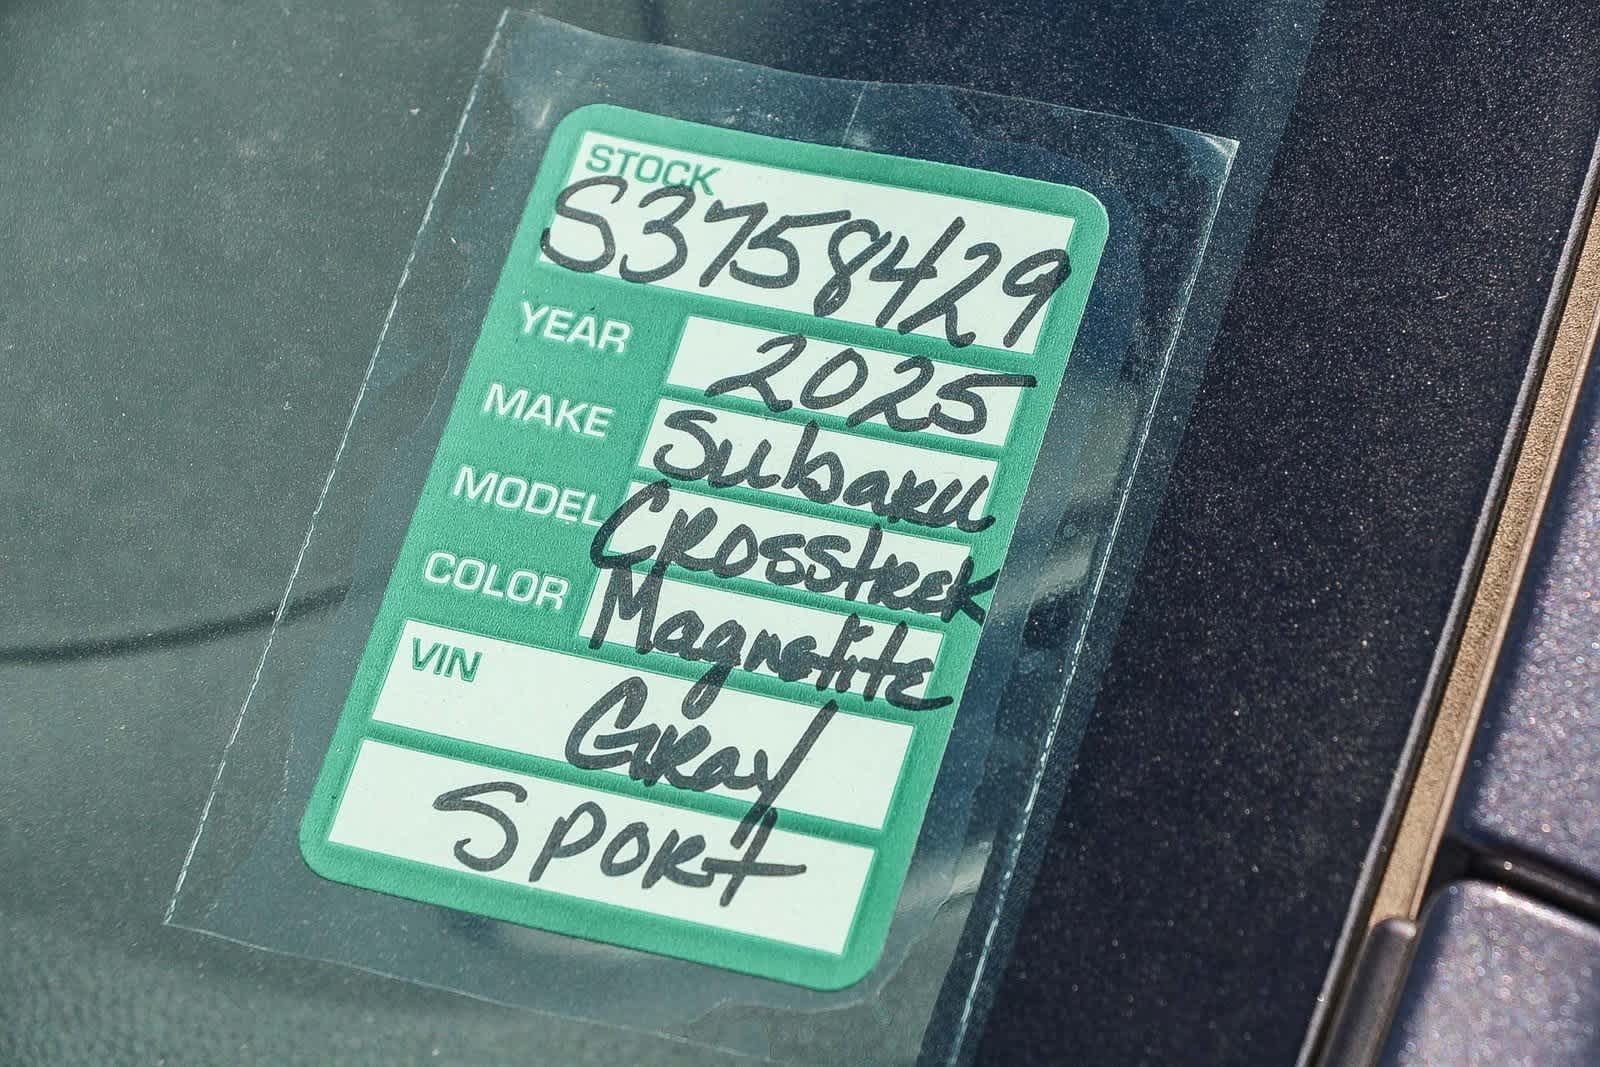 STOCK
S3758429
YEAR 2025
MAKE Subaru
MODEL Crosstrek
COLOR Magnetite
VIN Gray
Sport